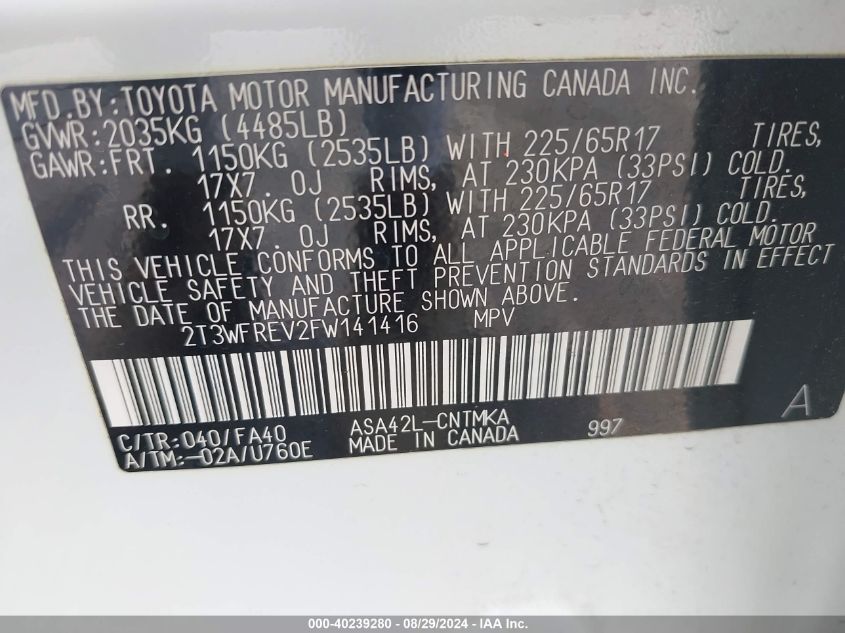 MFD.BY:TOYOTA MOTOR MANUFACTURING CANADA INC.
GVWR:2035KG (4485LB)
GAWR:FRT. 1150KG (2535LB) WITH 225/65R17 TIRES,
17X7. 0J RIMS, AT 230KPA (33PSI) COLD.
RR. 1150KG (2535LB) WITH 225/65R17 TIRES,
17X7. 0J RIMS, AT 230KPA (33PSI) COLD.
THIS VEHICLE CONFORMS TO ALL APPLICABLE FEDERAL MOTOR
VEHICLE SAFETY AND THEFT PREVENTION STANDARDS IN EFFECT
THE DATE OF MANUFACTURE SHOWN ABOVE.
2T3WFREV2FW141416 MPV
C/TR:040/FA40 ASA42L-CNTMKA 997 A
A/TM:-02A/U760E MADE IN CANADA
000-40239280 - 08/29/2024 - IAA Inc.